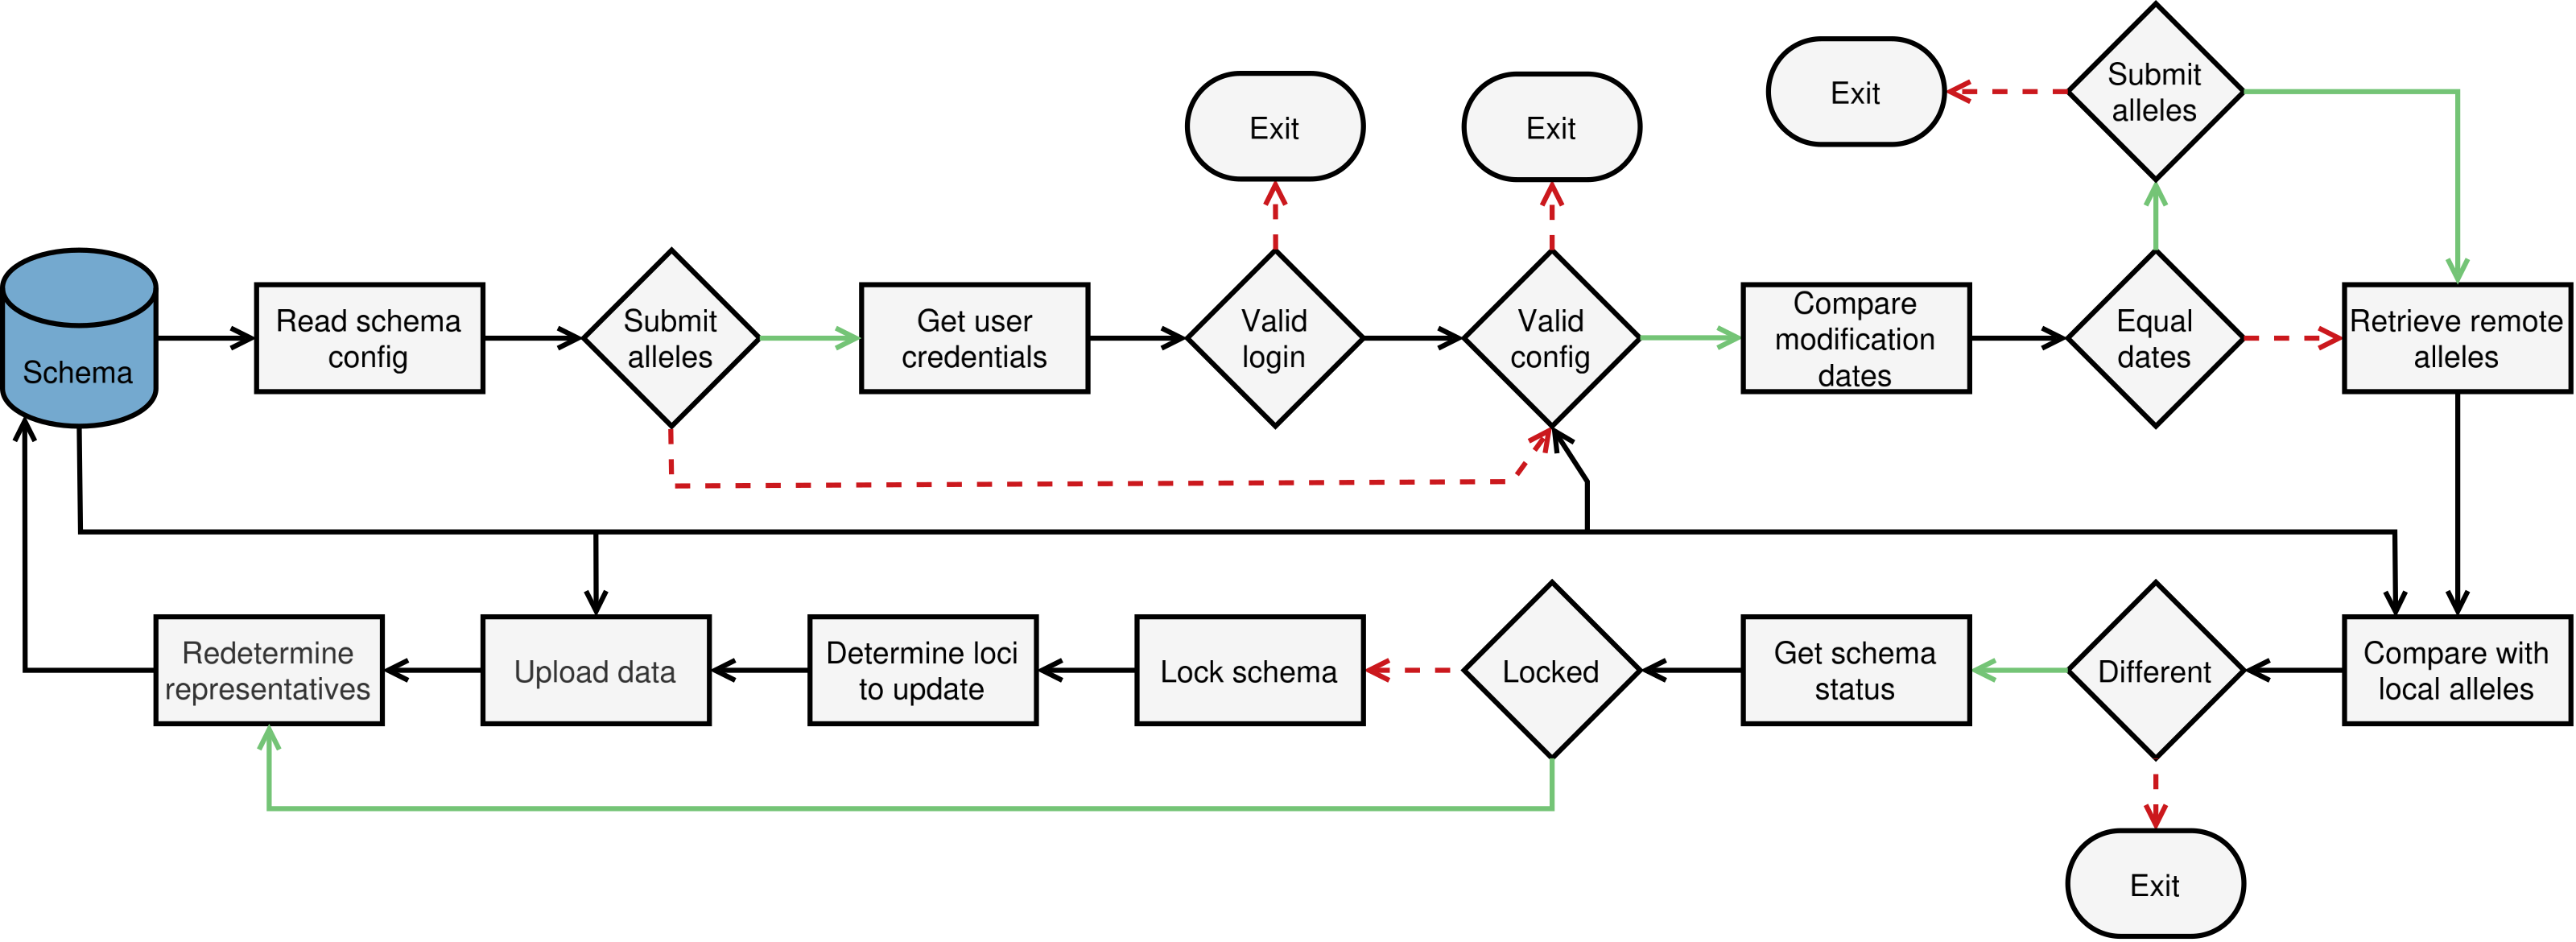 Submit
alleles
Exit
Exit
Exit
Schema
Read schema
config
Submit
alleles
Get user
credentials
Valid
login
Valid
config
Compare
modification
dates
Equal
dates
Retrieve remote
alleles
Redetermine
representatives
Upload data
Determine loci
to update
Lock schema
Locked
Get schema
status
Different
Compare with
local alleles
Exit